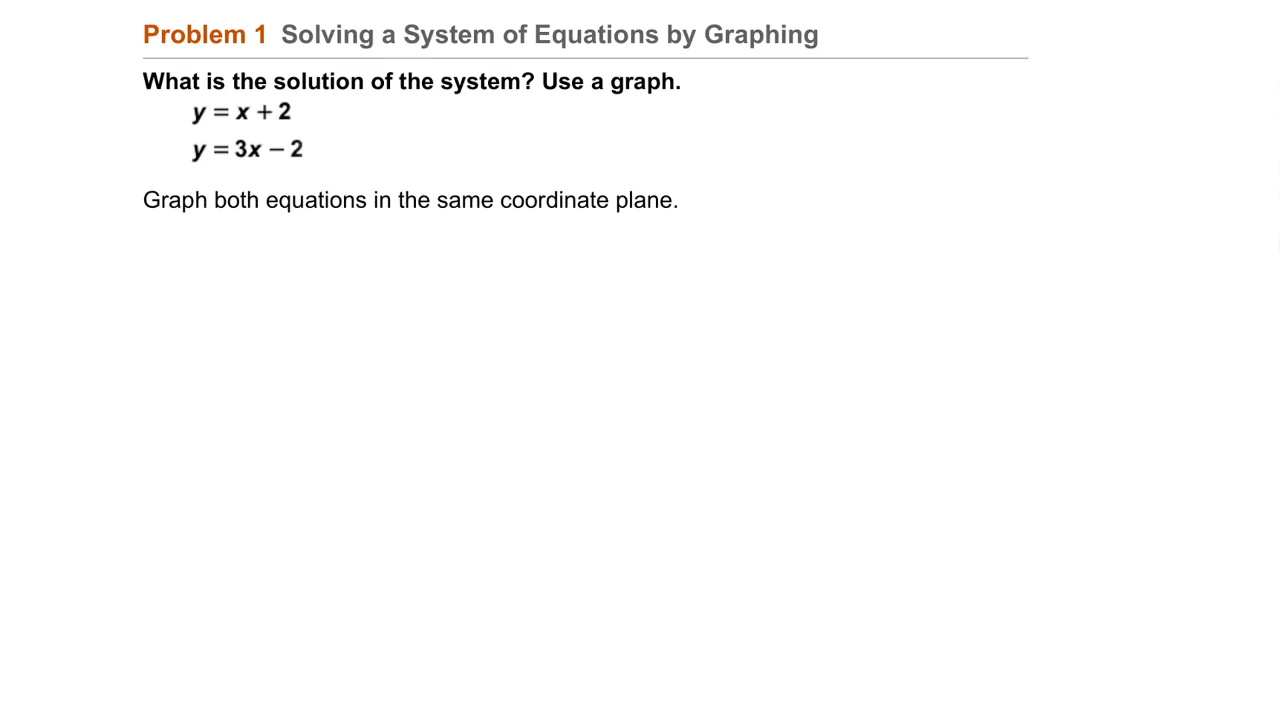 Problem 1 Solving a System of Equations by Graphing
What is the solution of the system? Use a graph.
y = x + 2
y = 3x – 2
Graph both equations in the same coordinate plane.